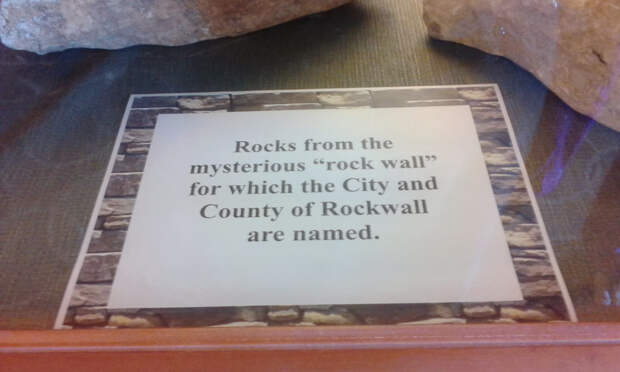 Rocks from the
mysterious “rock wall”
for which the City and
County of Rockwall
are named.